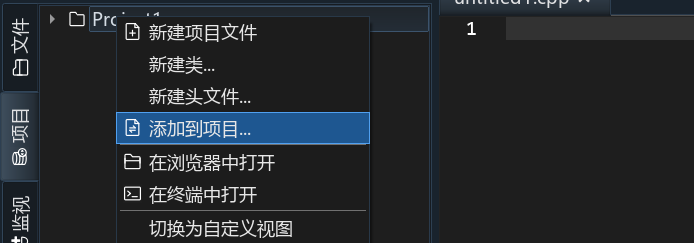 文件
项目
监视
Project1
新建项目文件
新建类...
新建头文件...
添加到项目...
在浏览器中打开
在终端中打开
切换为自定义视图
untitled1.cpp
1